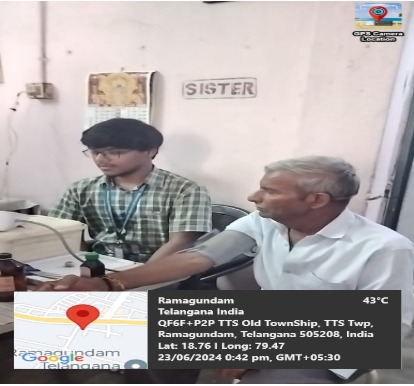 GPS Camera
Location
SISTER
Ramagundam
43°C
Telangana India
QF6F+P2P TTS Old TownShip, TTS Twp,
Ramagundam, Telangana 505208, India
Lat: 18.76 I Long: 79.47
23/06/2024 0:42 pm, GMT+05:30
Ramagundam
Telangana
Google